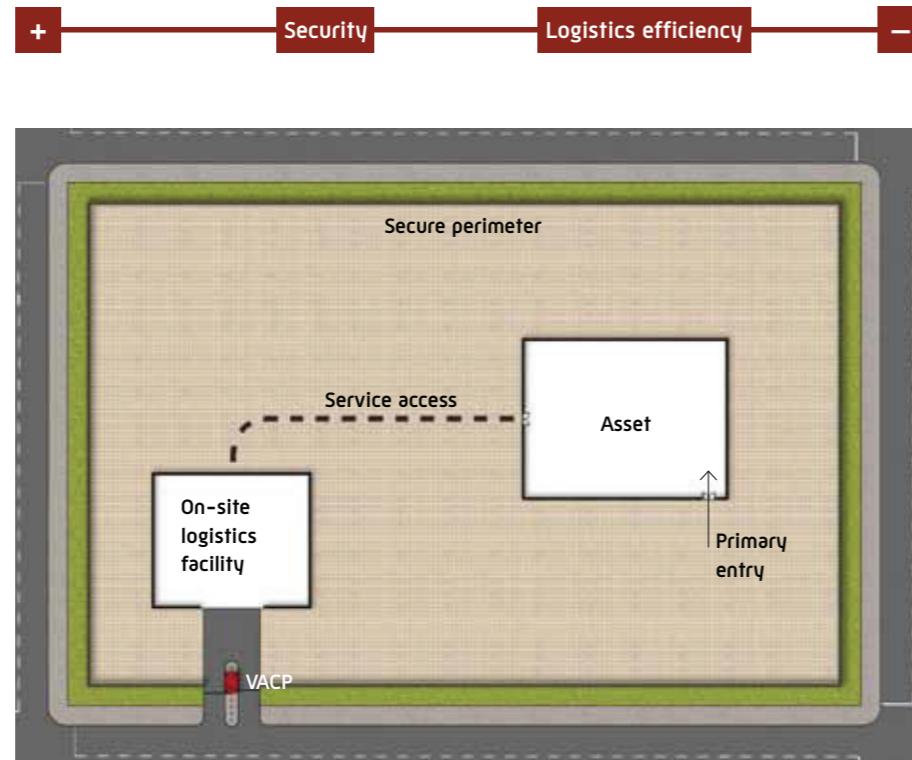 + Security Logistics efficiency –
Secure perimeter
Service access
Asset
On-site
logistics
facility
Primary
entry
VACP